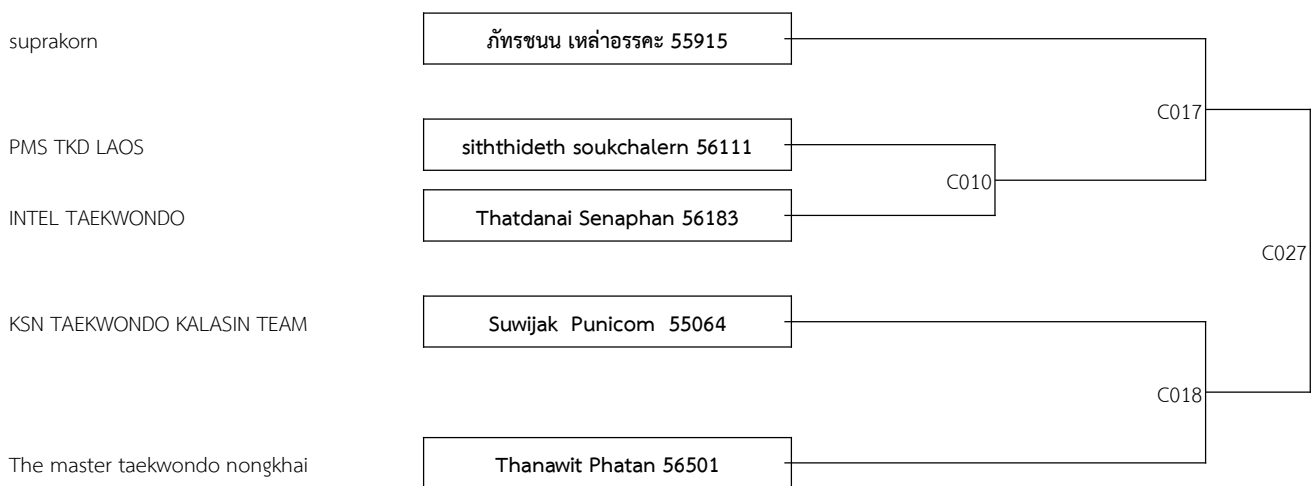 suprakorn
ภัทรชนน เหล่าอรรคะ 55915
C017
PMS TKD LAOS
siththideth soukchalern 56111
C010
INTEL TAEKWONDO
Thatdanai Senaphan 56183
C027
KSN TAEKWONDO KALASIN TEAM
Suwijak Punicom 55064
C018
The master taekwondo nongkhai
Thanawit Phatan 56501